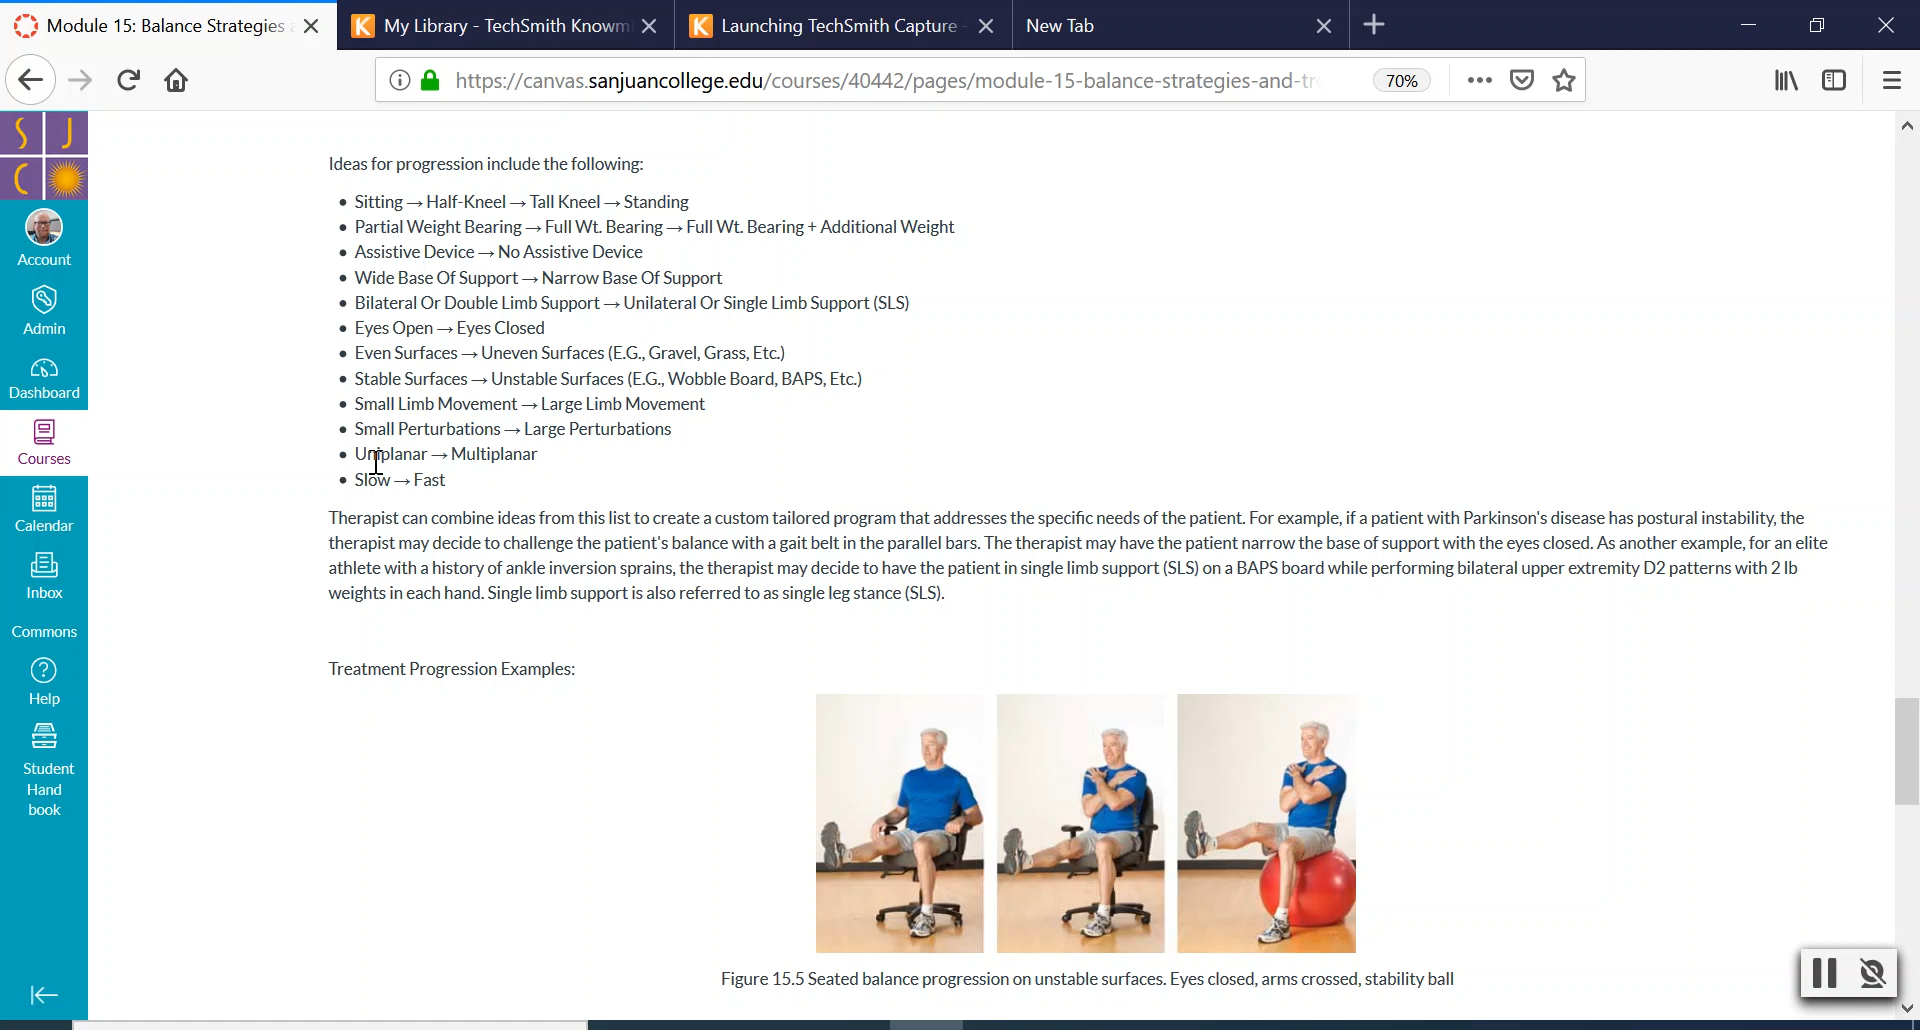 Module 15: Balance Strategies
My Library - TechSmith Knowm
Launching TechSmith Capture -
New Tab
https://canvas.sanjuancollege.edu/courses/40442/pages/module-15-balance-strategies-and-tr
70%
S J
C
Account
Admin
Dashboard
Courses
Calendar
Inbox
Commons
Help
Student
Hand
book
Ideas for progression include the following:
• Sitting → Half-Kneel → Tall Kneel → Standing
• Partial Weight Bearing → Full Wt. Bearing → Full Wt. Bearing + Additional Weight
• Assistive Device → No Assistive Device
• Wide Base Of Support → Narrow Base Of Support
• Bilateral Or Double Limb Support → Unilateral Or Single Limb Support (SLS)
• Eyes Open → Eyes Closed
• Even Surfaces → Uneven Surfaces (E.G., Gravel, Grass, Etc.)
• Stable Surfaces → Unstable Surfaces (E.G., Wobble Board, BAPS, Etc.)
• Small Limb Movement → Large Limb Movement
• Small Perturbations → Large Perturbations
• Uniplanar → Multiplanar
• Slow → Fast
Therapist can combine ideas from this list to create a custom tailored program that addresses the specific needs of the patient. For example, if a patient with Parkinson's disease has postural instability, the
therapist may decide to challenge the patient's balance with a gait belt in the parallel bars. The therapist may have the patient narrow the base of support with the eyes closed. As another example, for an elite
athlete with a history of ankle inversion sprains, the therapist may decide to have the patient in single limb support (SLS) on a BAPS board while performing bilateral upper extremity D2 patterns with 2 lb
weights in each hand. Single limb support is also referred to as single leg stance (SLS).
Treatment Progression Examples:
Figure 15.5 Seated balance progression on unstable surfaces. Eyes closed, arms crossed, stability ball